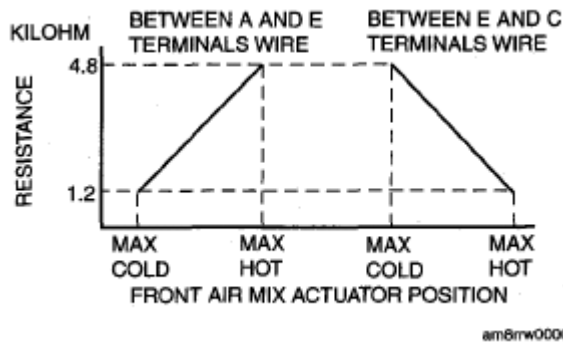 KILOHM
BETWEEN A AND E
TERMINALS WIRE
BETWEEN E AND C
TERMINALS WIRE
4.8
1.2
RESISTANCE
MAX
COLD
MAX
HOT
MAX
COLD
MAX
HOT
FRONT AIR MIX ACTUATOR POSITION